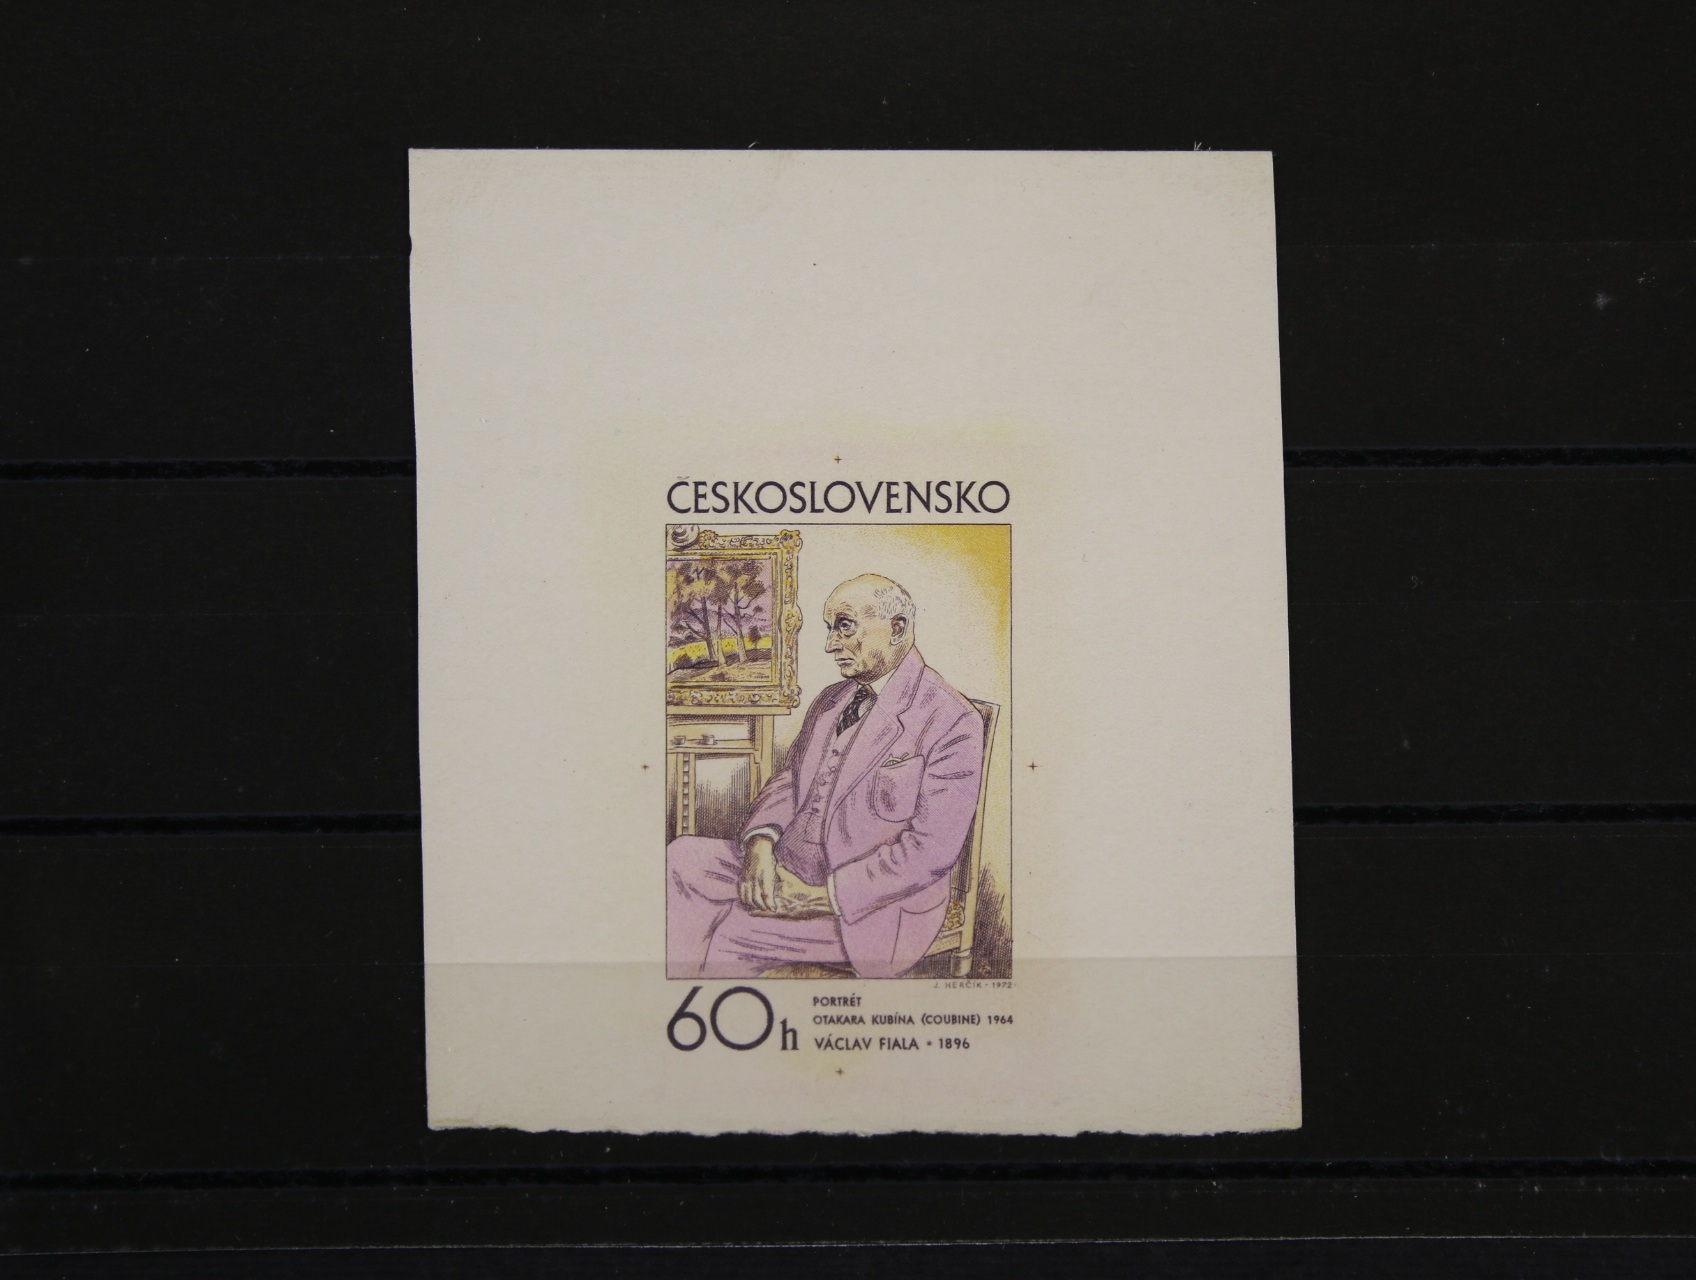 ČESKOSLOVENSKO
J. HERČÍK - 1972
60h
PORTRÉT
OTAKARA KUBÍNA (COUBINE) 1964
VÁCLAV FIALA * 1896